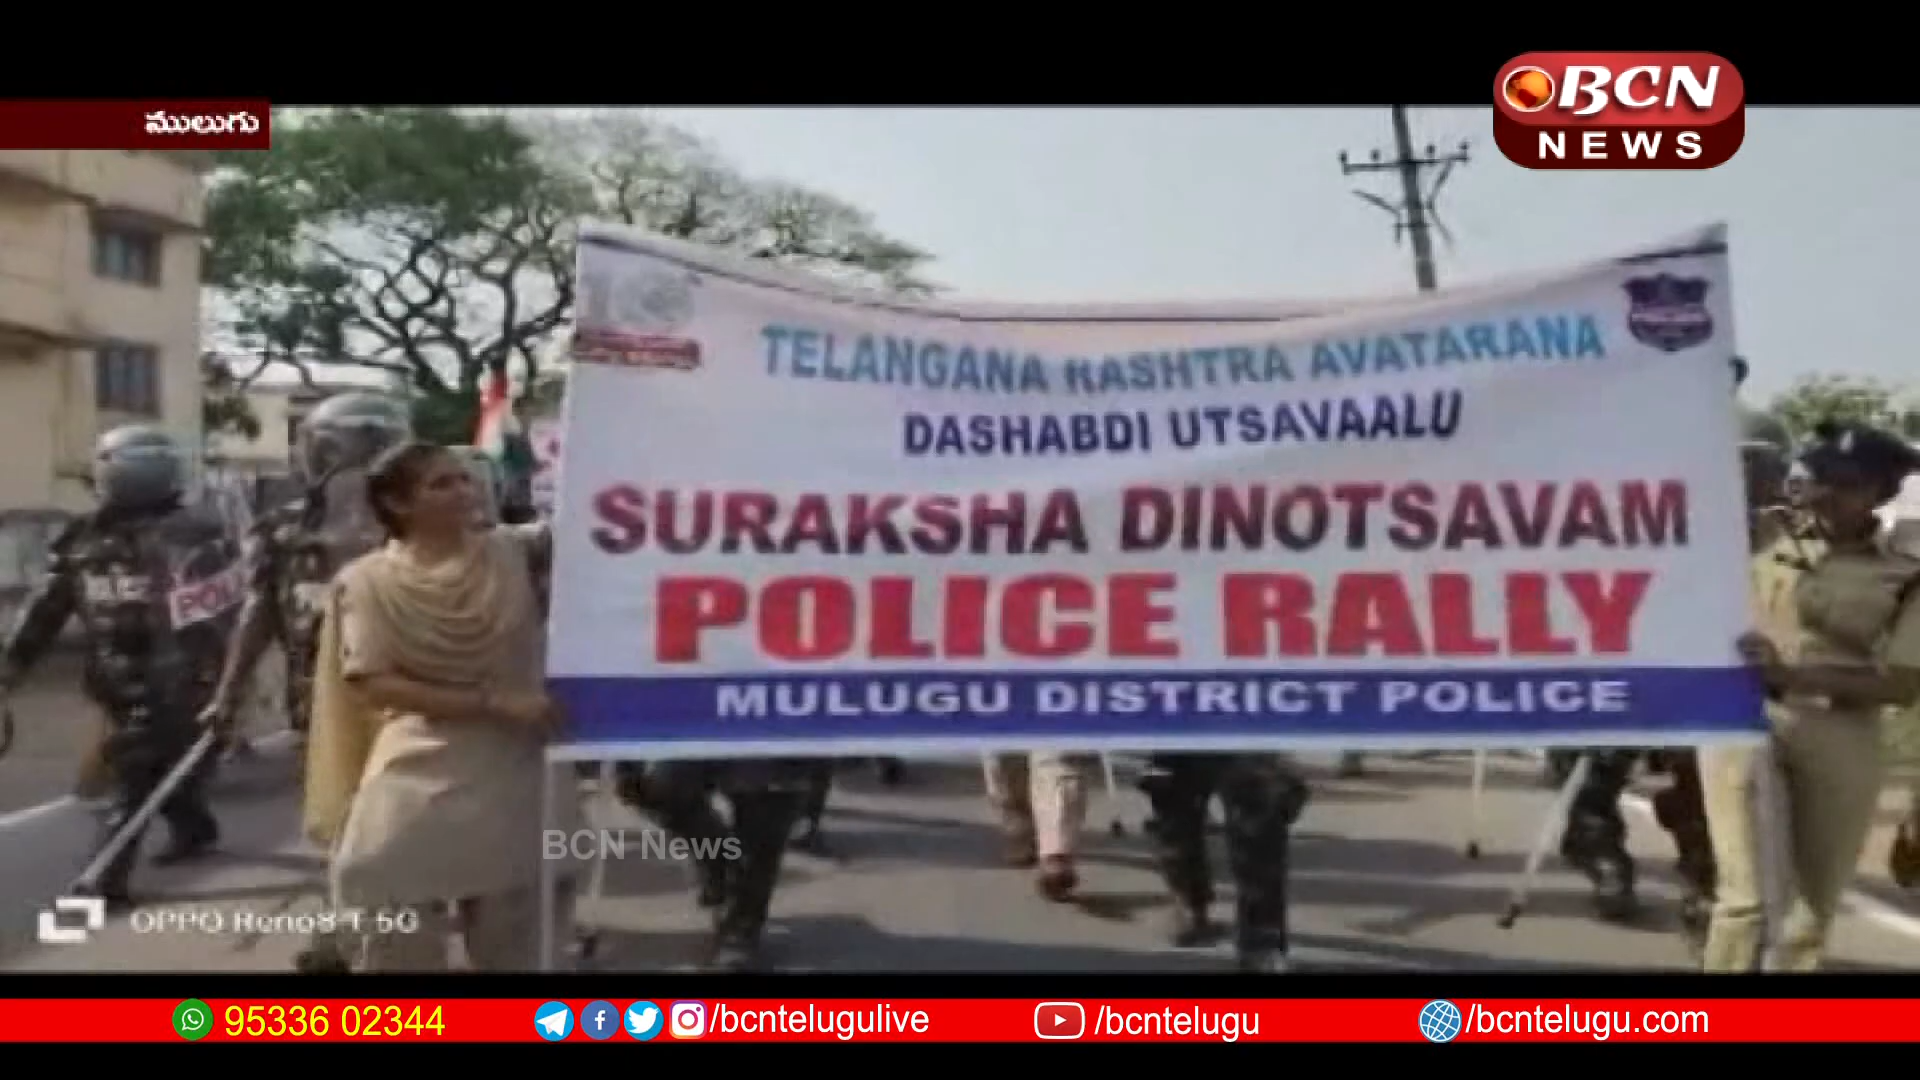 BCN
NEWS
ములుగు
TELANGANA RASHTRA AVATARANA
DASHABDI UTSAVAALU
SURAKSHA DINOTSAVAM
POLICE RALLY
MULUGU DISTRICT POLICE
BCN News
OPPO Reno8 T 5G
95336 02344
/bcntelugulive
/bcntelugu
/bcntelugu.com